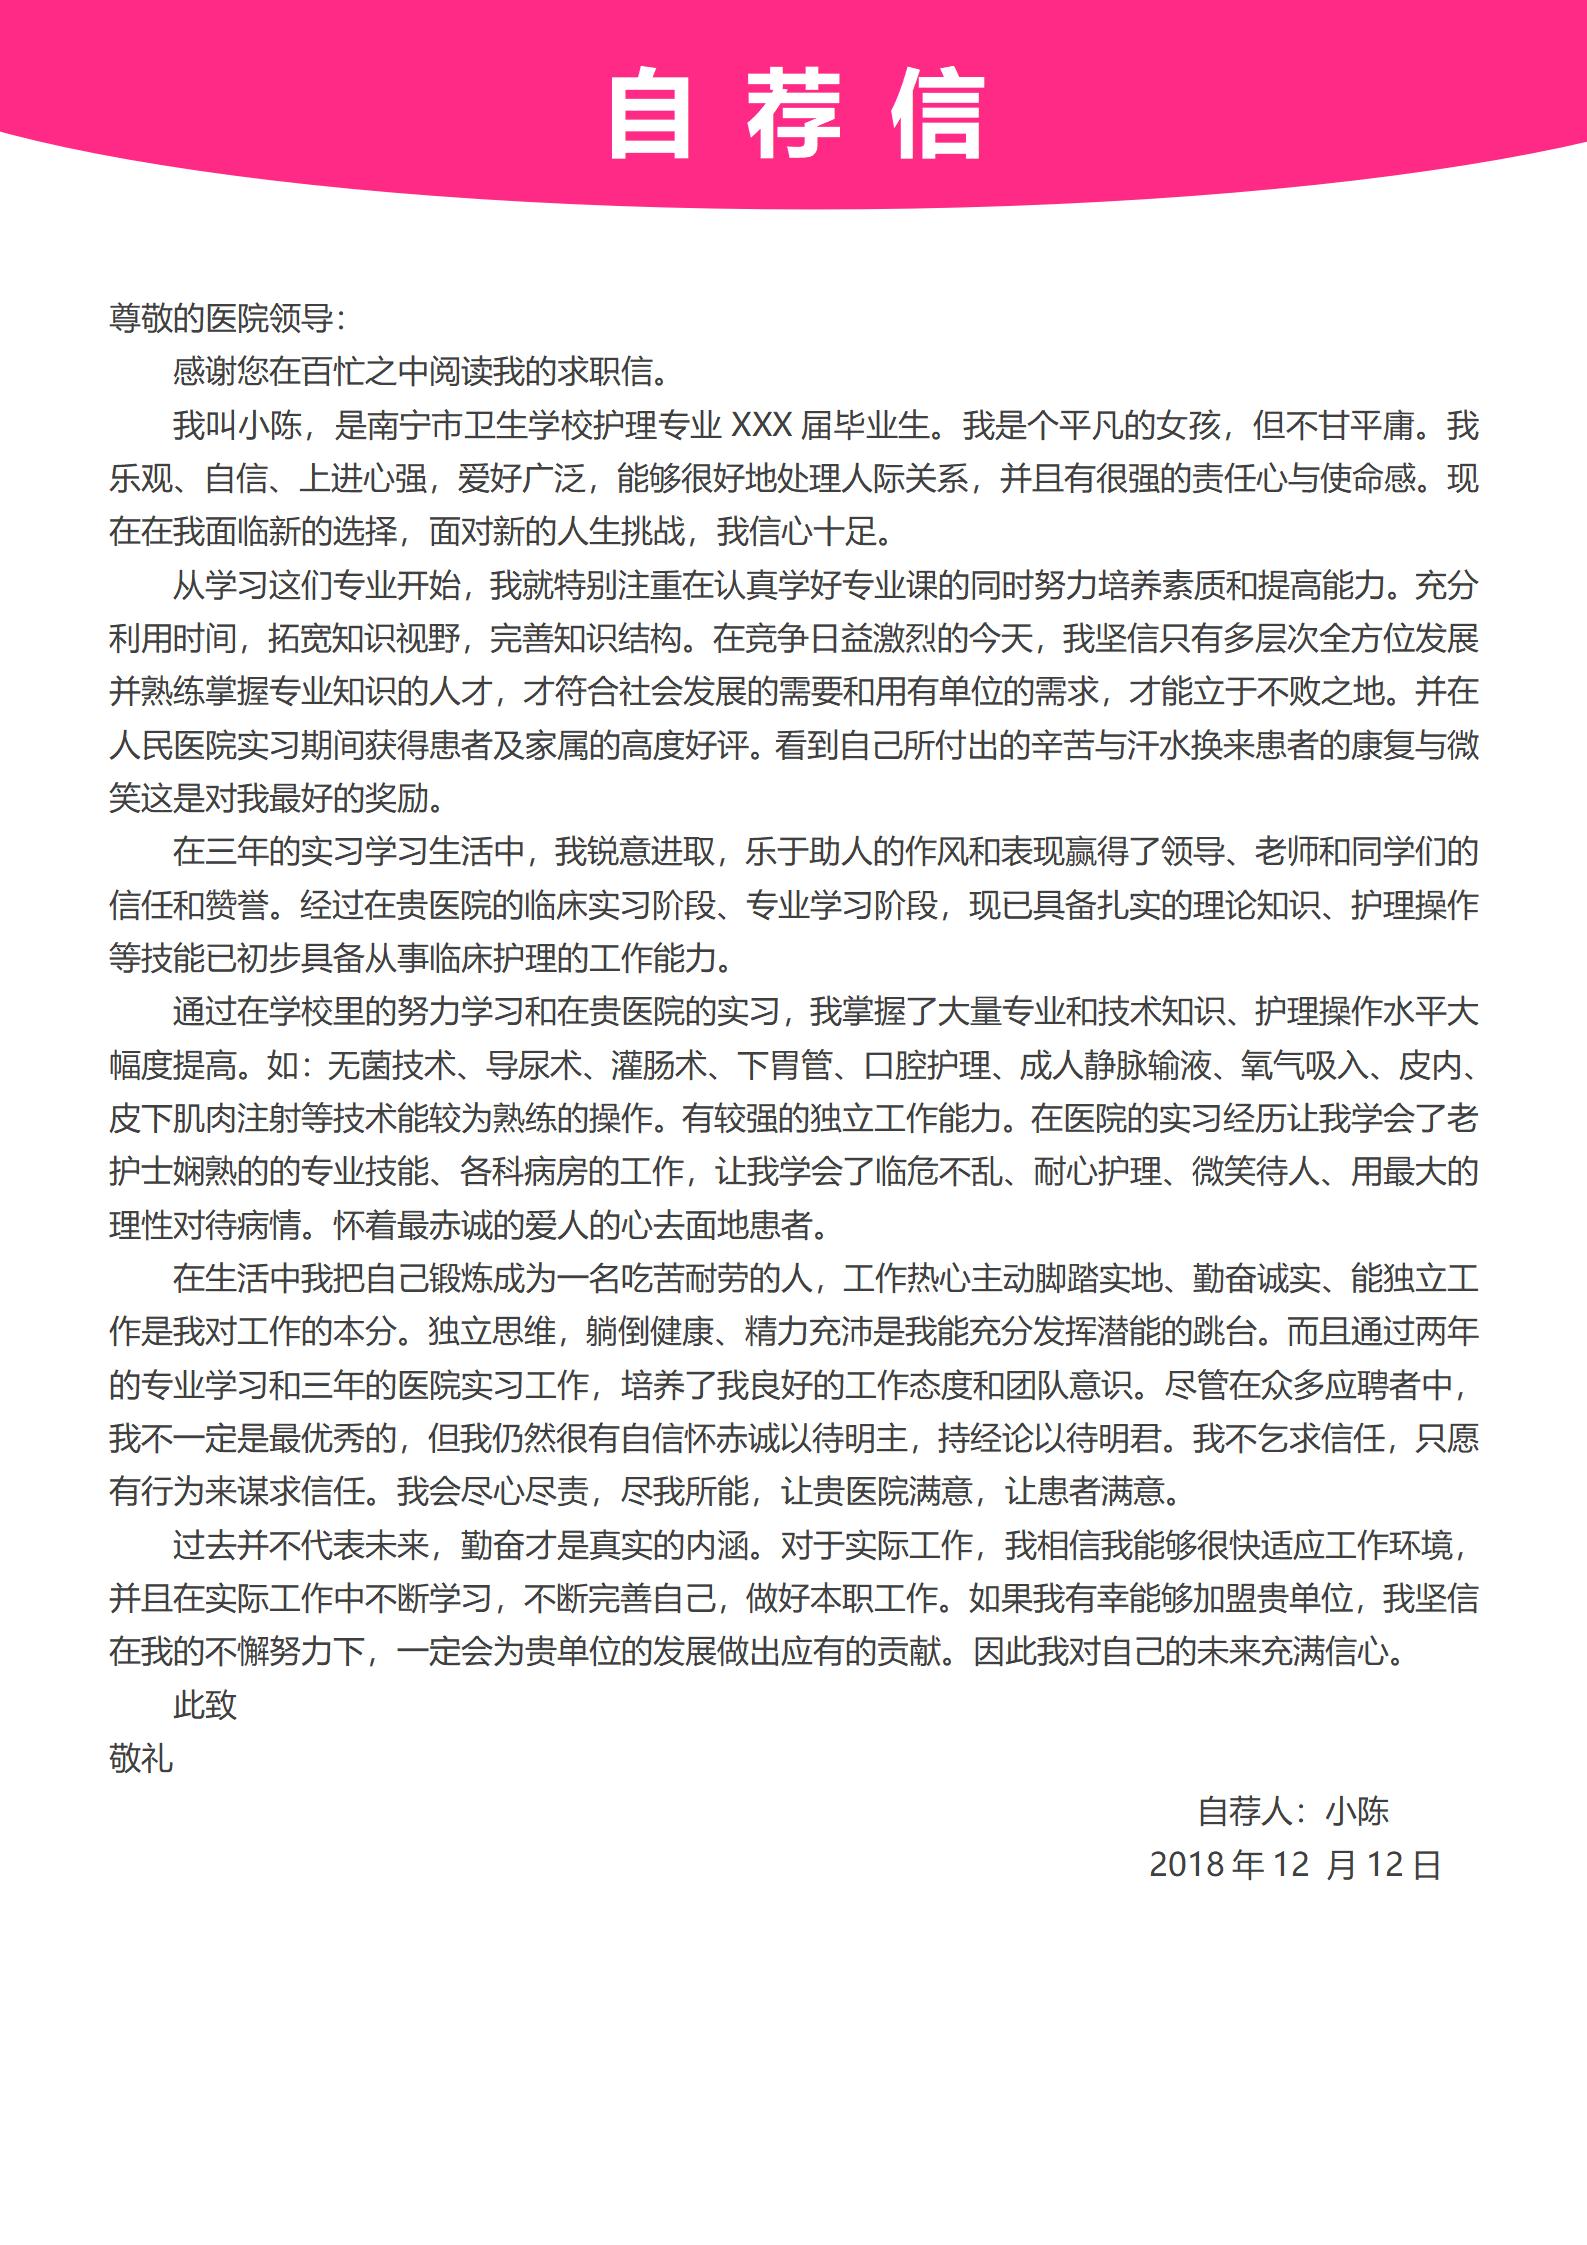 自荐信
尊敬的医院领导：
感谢您在百忙之中阅读我的求职信。
我叫小陈，是南宁市卫生学校护理专业 XXX 届毕业生。我是个平凡的女孩，但不甘平庸。我
乐观、自信、上进心强，爱好广泛，能够很好地处理人际关系，并且有很强的责任心与使命感。现
在在我面临新的选择，面对新的人生挑战，我信心十足。
从学习这们专业开始，我就特别注重在认真学好专业课的同时努力培养素质和提高能力。充分
利用时间，拓宽知识视野，完善知识结构。在竞争日益激烈的今天，我坚信只有多层次全方位发展
并熟练掌握专业知识的人才，才符合社会发展的需要和用有单位的需求，才能立于不败之地。并在
人民医院实习期间获得患者及家属的高度好评。看到自己所付出的辛苦与汗水换来患者的康复与微
笑这是对我最好的奖励。
在三年的实习学习生活中，我锐意进取，乐于助人的作风和表现赢得了领导、老师和同学们的
信任和赞誉。经过在贵医院的临床实习阶段、专业学习阶段，现已具备扎实的理论知识、护理操作
等技能已初步具备从事临床护理的工作能力。
通过在学校里的努力学习和在贵医院的实习，我掌握了大量专业和技术知识、护理操作水平大
幅度提高。如：无菌技术、导尿术、灌肠术、下胃管、口腔护理、成人静脉输液、氧气吸入、皮内、
皮下肌肉注射等技术能较为熟练的操作。有较强的独立工作能力。在医院的实习经历让我学会了老
护士娴熟的的专业技能、各科病房的工作，让我学会了临危不乱、耐心护理、微笑待人、用最大的
理性对待病情。怀着最赤诚的爱人的心去面地患者。
在生活中我把自己锻炼成为一名吃苦耐劳的人，工作热心主动脚踏实地、勤奋诚实、能独立工
作是我对工作的本分。独立思维，躺倒健康、精力充沛是我能充分发挥潜能的跳台。而且通过两年
的专业学习和三年的医院实习工作，培养了我良好的工作态度和团队意识。尽管在众多应聘者中，
我不一定是最优秀的，但我仍然很有自信怀赤诚以待明主，持经论以待明君。我不乞求信任，只愿
有行为来谋求信任。我会尽心尽责，尽我所能，让贵医院满意，让患者满意。
过去并不代表未来，勤奋才是真实的内涵。对于实际工作，我相信我能够很快适应工作环境，
并且在实际工作中不断学习，不断完善自己，做好本职工作。如果我有幸能够加盟贵单位，我坚信
在我的不懈努力下，一定会为贵单位的发展做出应有的贡献。因此我对自己的未来充满信心。
此致
敬礼
自荐人：小陈
2018 年 12 月 12 日